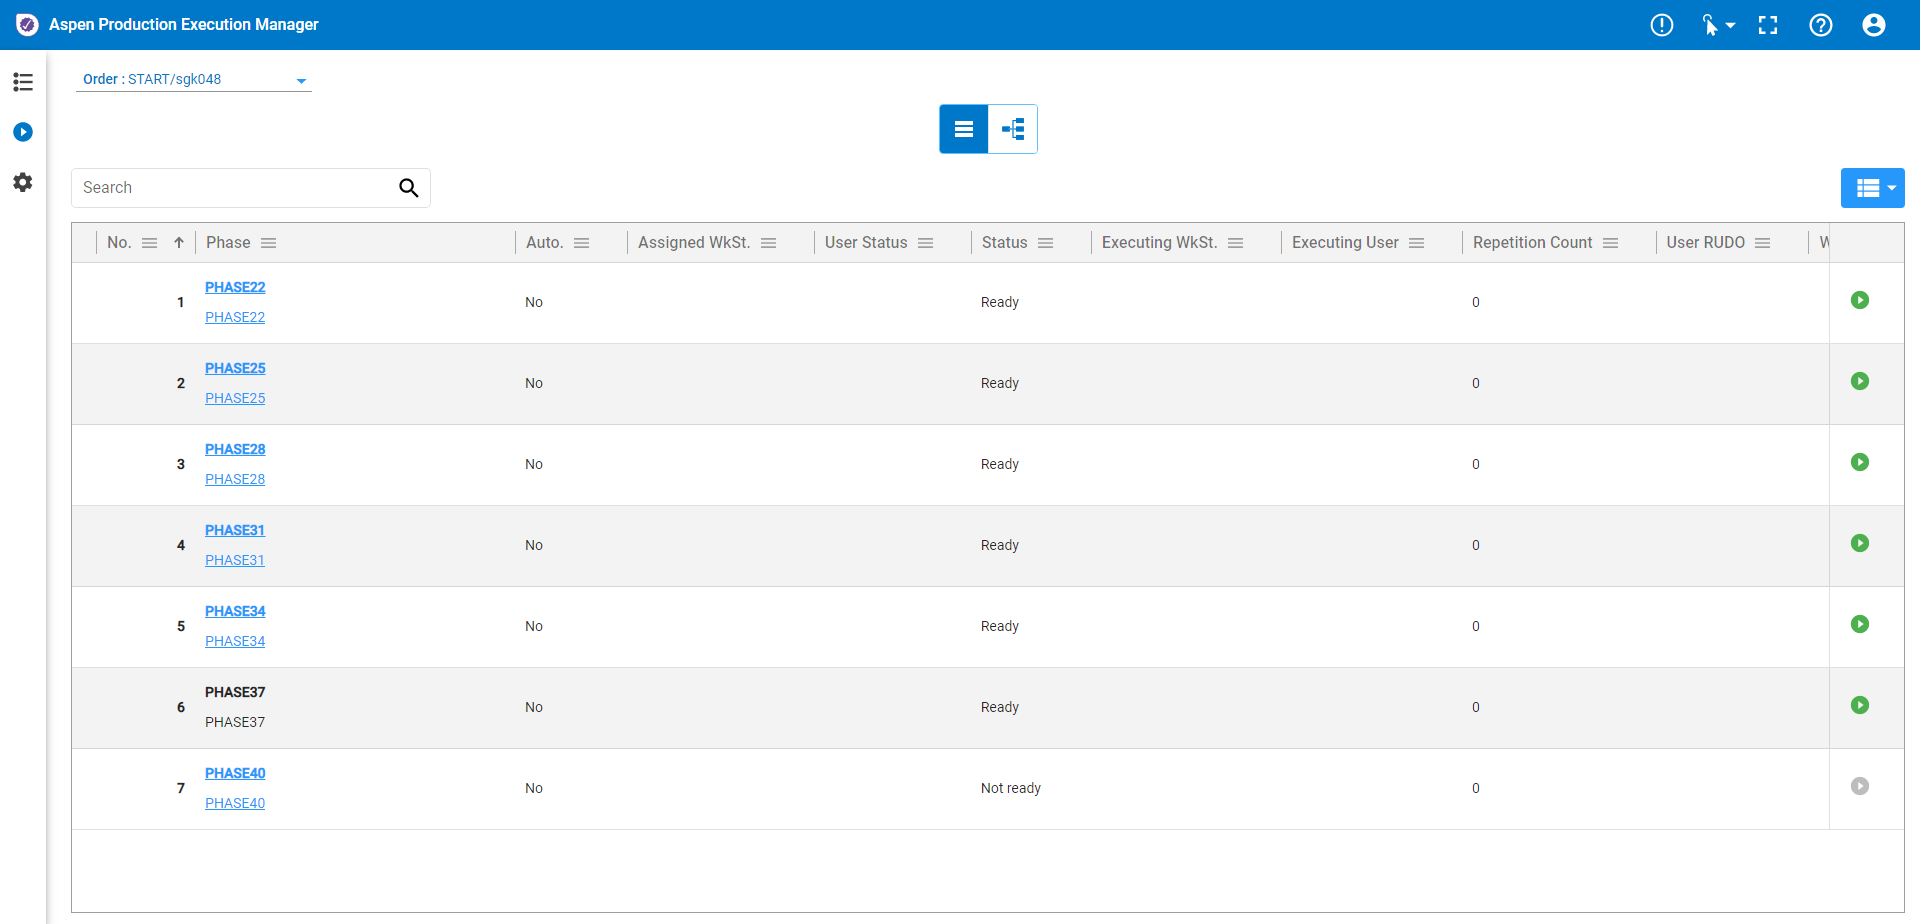 Aspen Production Execution Manager
Order : START/sgk048
Search
No. Phase Auto. Assigned WkSt. User Status Status Executing WkSt. Executing User Repetition Count User RUDO
PHASE22
1 No Ready 0
PHASE22
PHASE25
2 No Ready 0
PHASE25
PHASE28
3 No Ready 0
PHASE28
PHASE31
4 No Ready 0
PHASE31
PHASE34
5 No Ready 0
PHASE34
PHASE37
6 No Ready 0
PHASE37
PHASE40
7 No Not ready 0
PHASE40